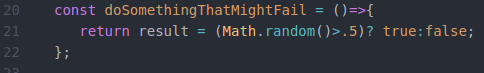 20 const doSomethingThatMightFail = ()=>{
21 return result = (Math.random()>.5)? true:false;
22 };